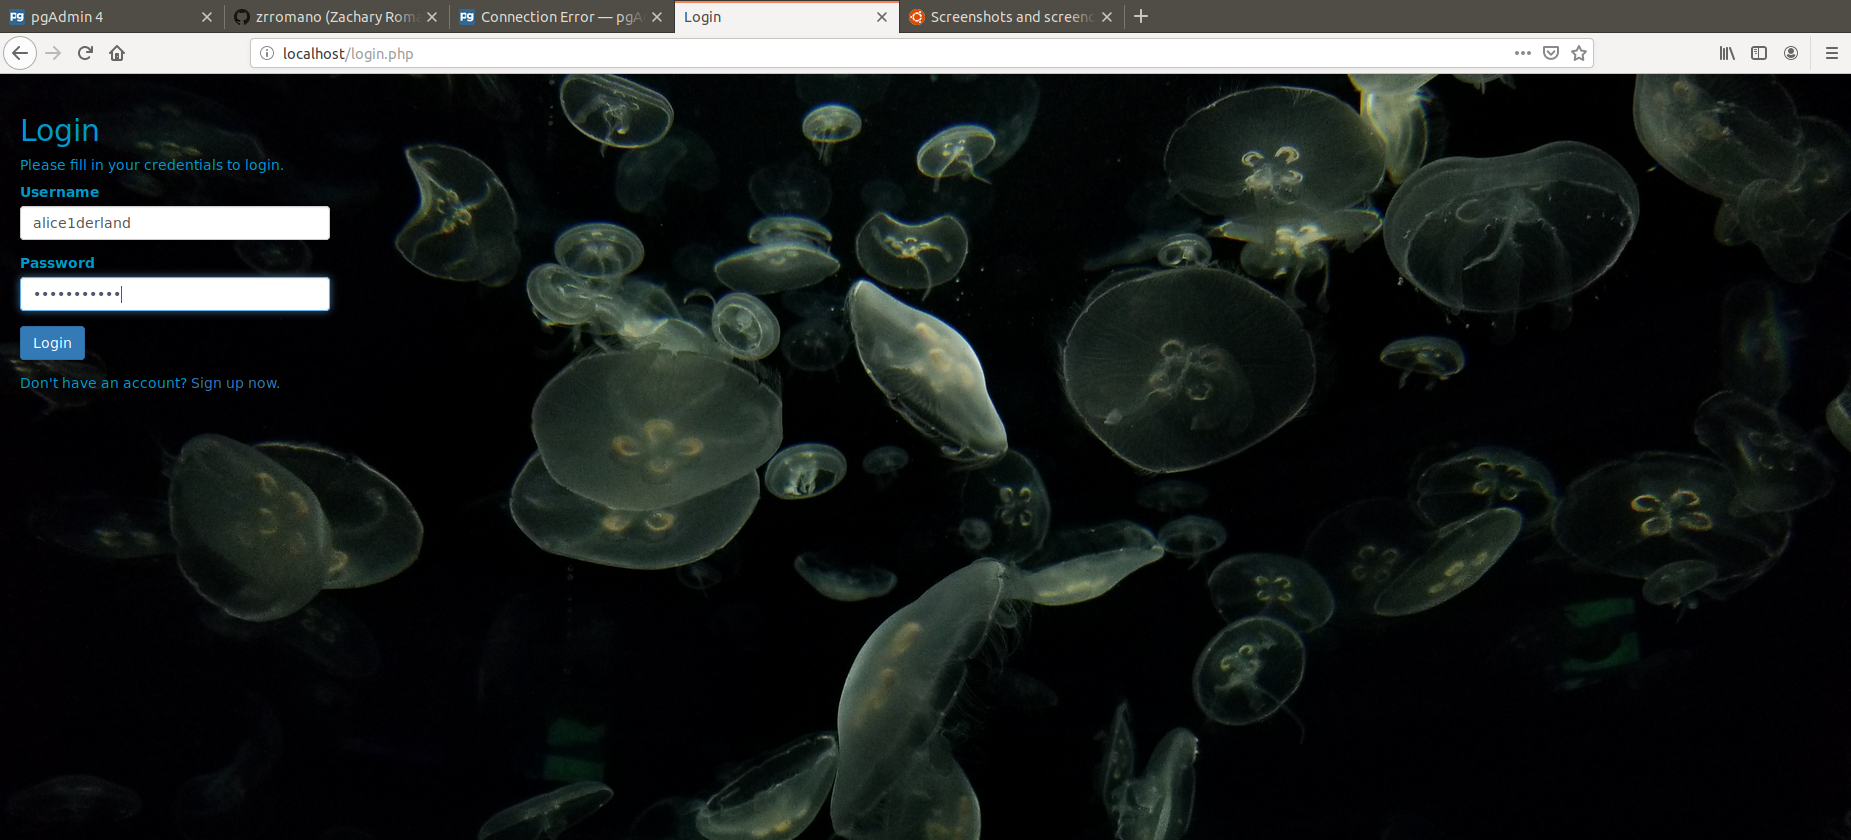 pgAdmin 4
zrromano (Zachary Rom
Connection Error — pgA
Login
Screenshots and screen
localhost/login.php
Login
Please fill in your credentials to login.
Username
alice1derland
Password
•••••••••••
Login
Don't have an account? Sign up now.